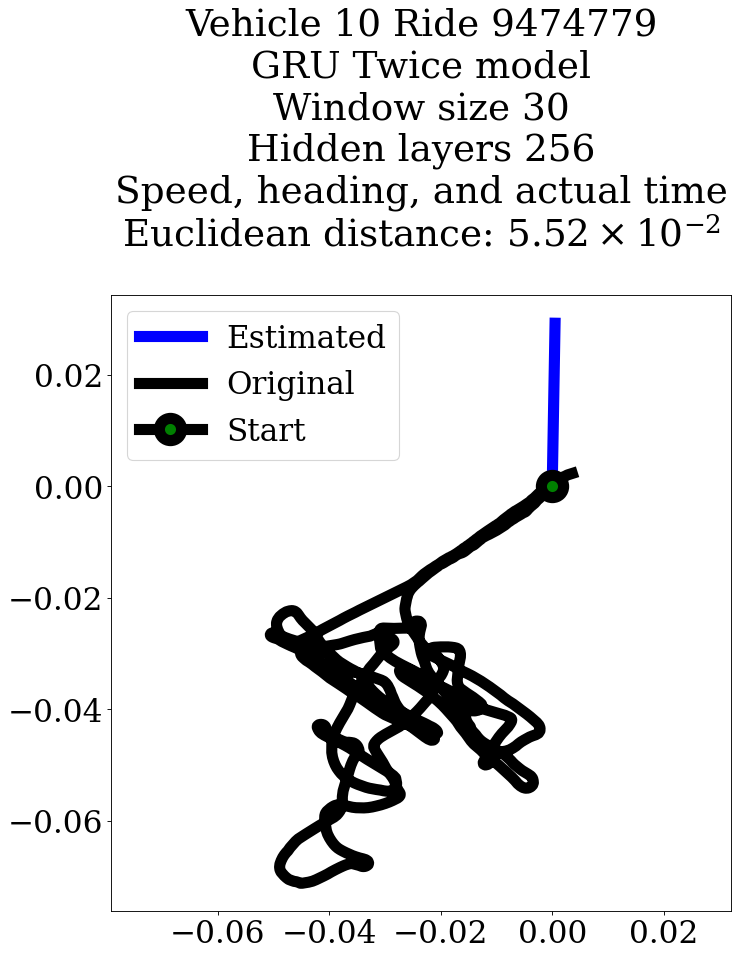 Vehicle 10 Ride 9474779
GRU Twice model
Window size 30
Hidden layers 256
Speed, heading, and actual time
Euclidean distance: 5.52 × 10⁻²
Estimated
Original
Start
0.02
0.00
−0.02
−0.04
−0.06
−0.06 −0.04 −0.02 0.00 0.02